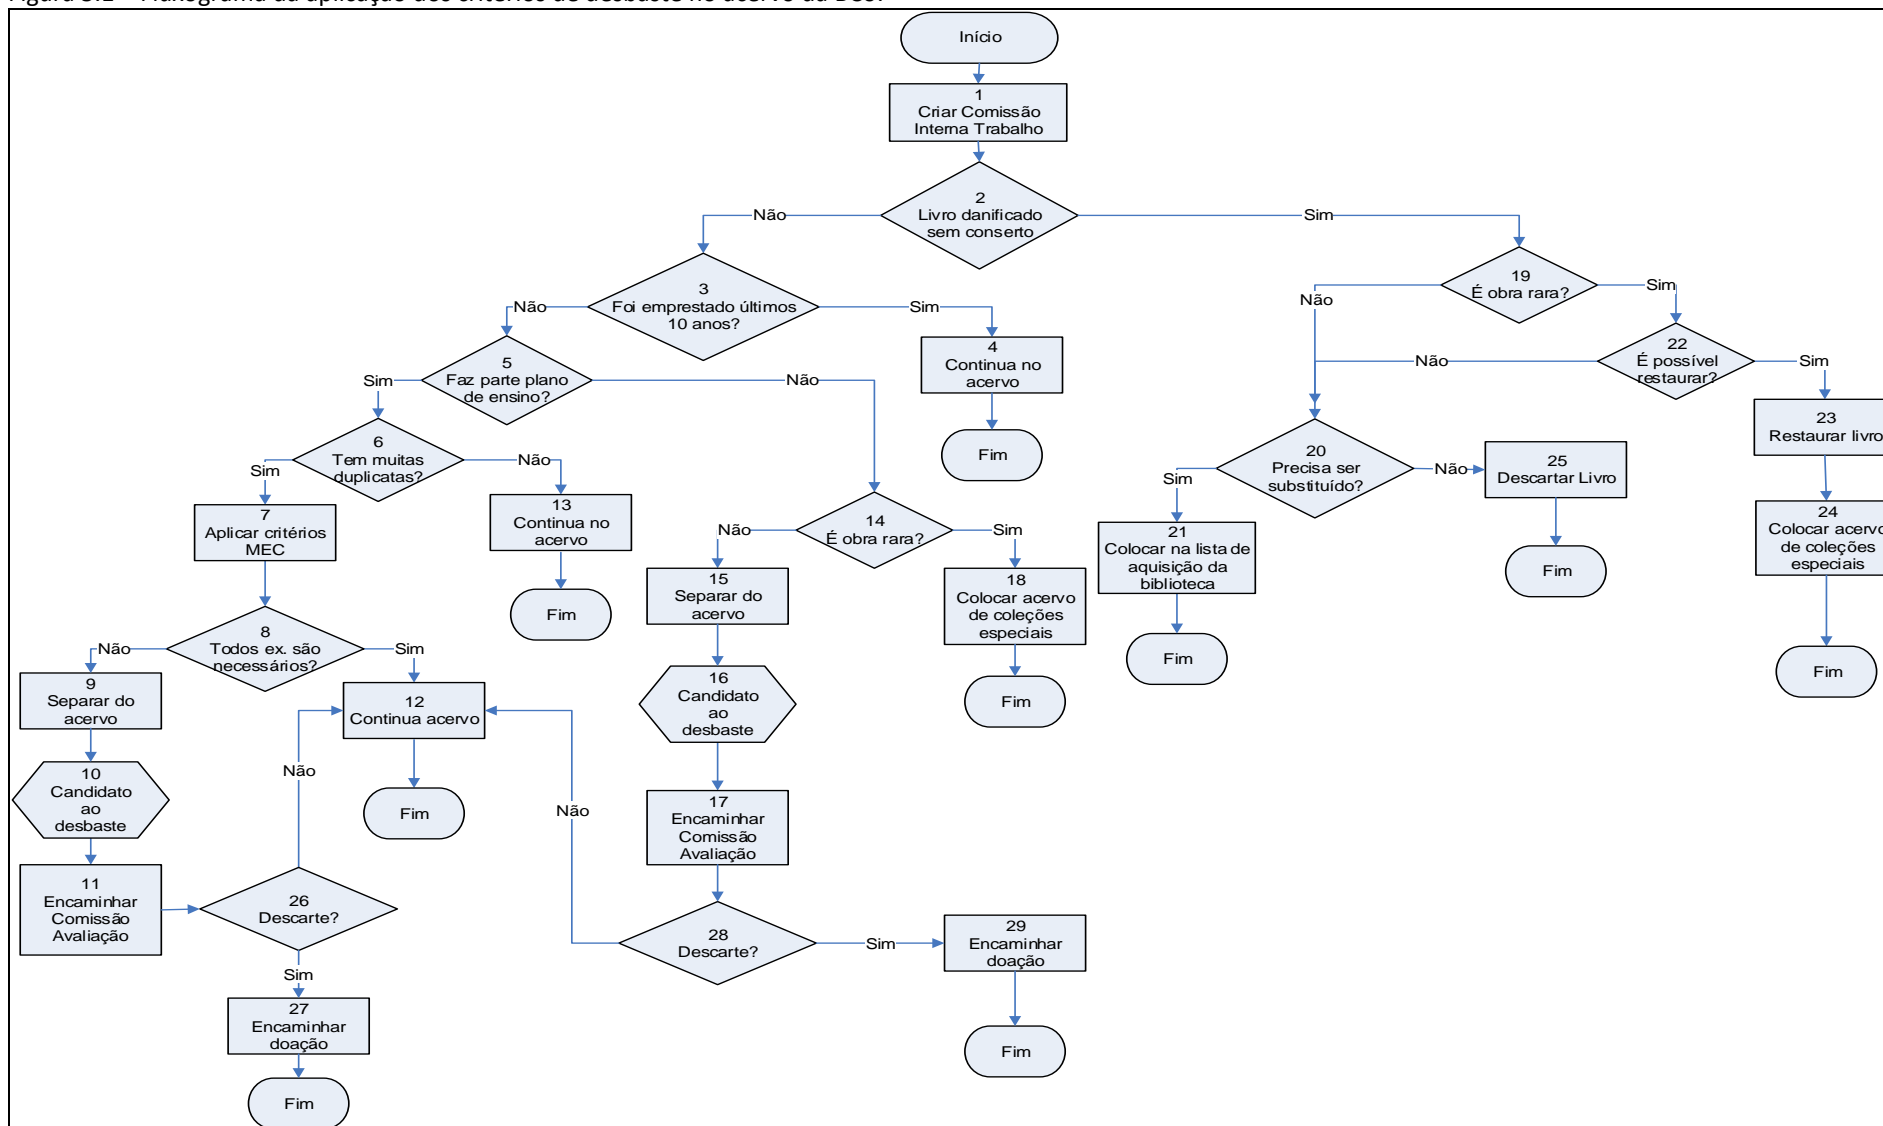 Início
1
Criar Comissão
Interna Trabalho
2
Livro danificado
sem conserto
Não
Sim
3
Foi emprestado últimos
10 anos?
Não
Sim
19
É obra rara?
Não
Sim
4
Continua no
acervo
Fim
5
Faz parte plano
de ensino?
Sim
Não
22
É possível
restaurar?
Não
Sim
23
Restaurar livro
24
Colocar acervo
de coleções
especiais
Fim
6
Tem muitas
duplicatas?
Sim
Não
20
Precisa ser
substituído?
Sim
Não
25
Descartar Livro
Fim
21
Colocar na lista de
aquisição da
biblioteca
Fim
7
Aplicar critérios
MEC
13
Continua no
acervo
Fim
14
É obra rara?
Não
Sim
15
Separar do
acervo
18
Colocar acervo
de coleções
especiais
Fim
8
Todos ex. são
necessários?
Não
Sim
9
Separar do
acervo
12
Continua acervo
Fim
16
Candidato
ao
desbaste
10
Candidato
ao
desbaste
Não
Não
17
Encaminhar
Comissão
Avaliação
11
Encaminhar
Comissão
Avaliação
26
Descarte?
Sim
27
Encaminhar
doação
Fim
28
Descarte?
Sim
29
Encaminhar
doação
Fim